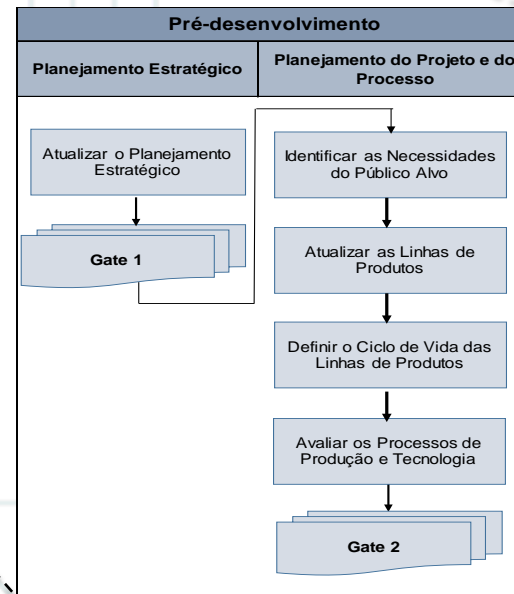 Pré-desenvolvimento
Planejamento Estratégico
Planejamento do Projeto e do
Processo
Atualizar o Planejamento
Estratégico
Gate 1
Identificar as Necessidades
do Público Alvo
Atualizar as Linhas de
Produtos
Definir o Ciclo de Vida das
Linhas de Produtos
Avaliar os Processos de
Produção e Tecnologia
Gate 2